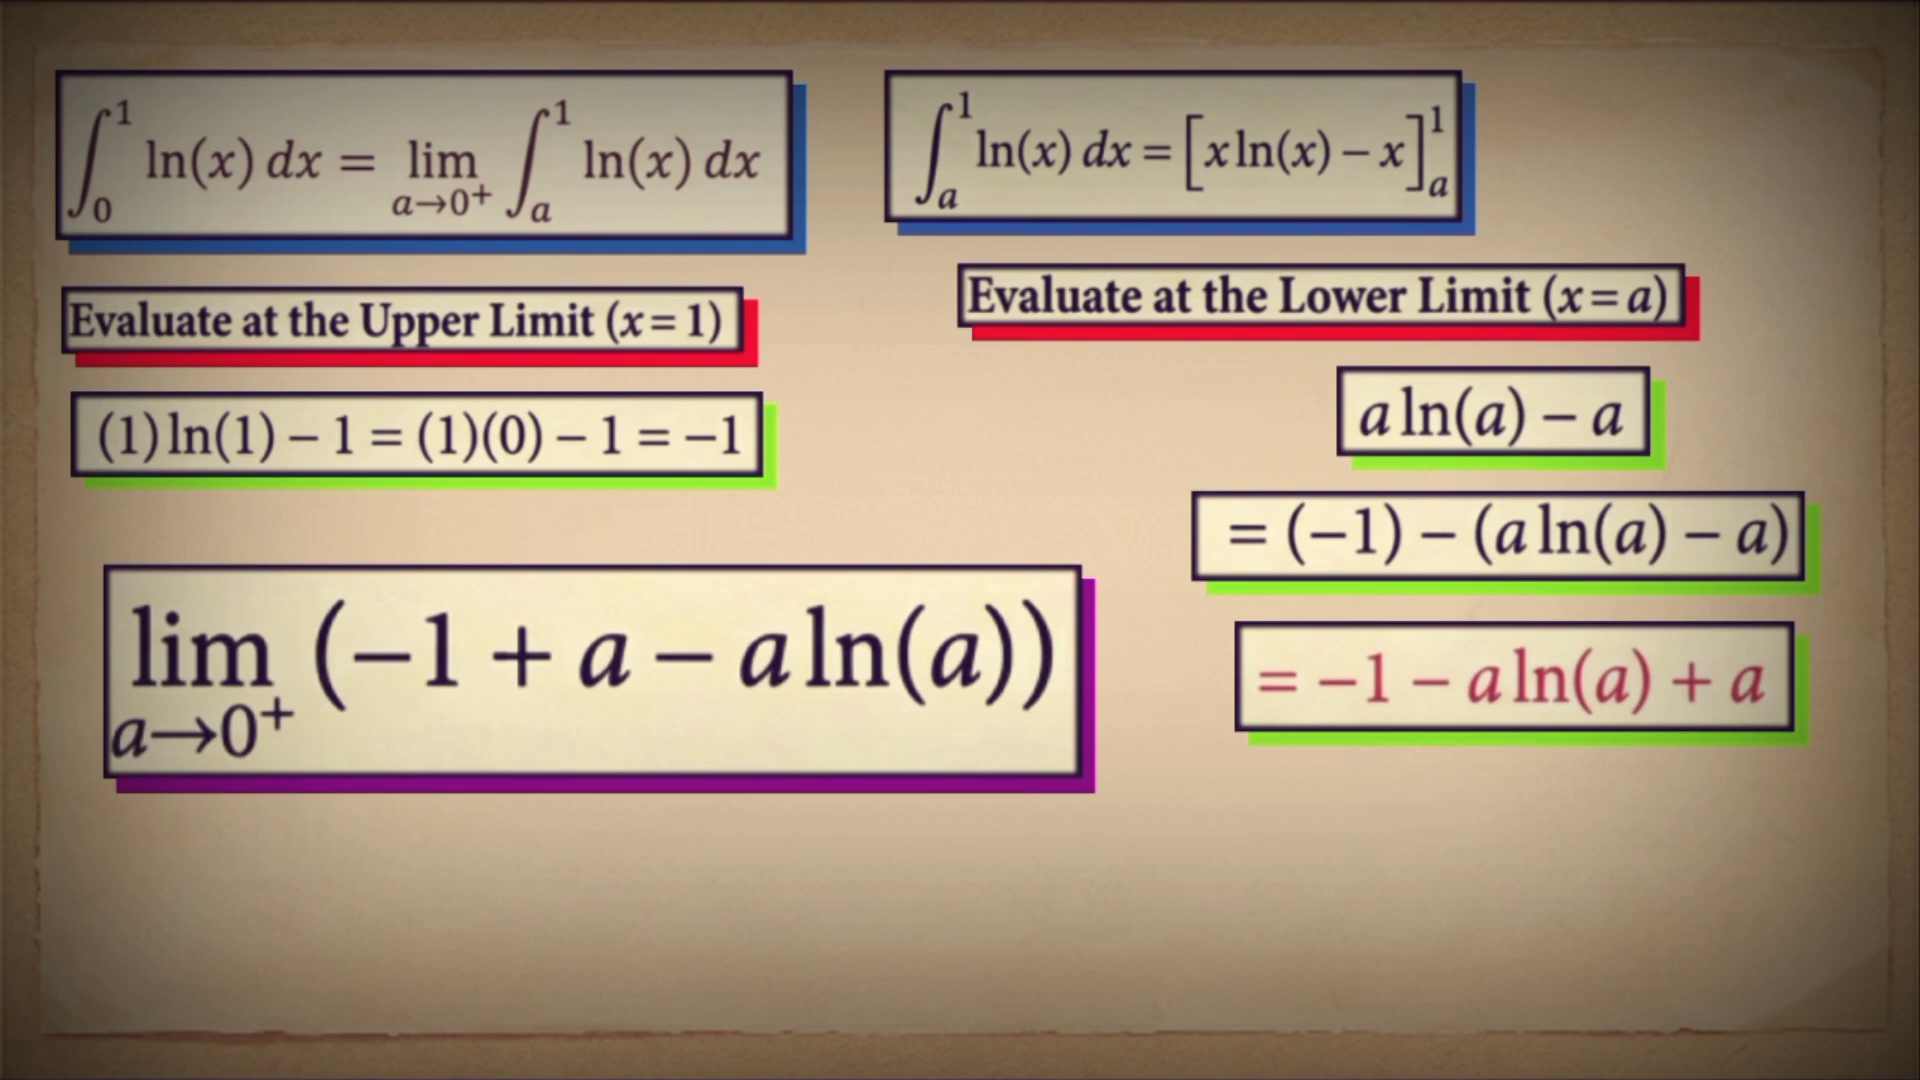 ∫₀¹ ln(x) dx = lim_{a→0⁺} ∫ₐ¹ ln(x) dx
∫ₐ¹ ln(x) dx = [x ln(x) − x]ₐ¹
Evaluate at the Upper Limit (x = 1)
Evaluate at the Lower Limit (x = a)
(1) ln(1) − 1 = (1)(0) − 1 = −1
a ln(a) − a
= (−1) − (a ln(a) − a)
lim_{a→0⁺} (−1 + a − a ln(a))
= −1 − a ln(a) + a